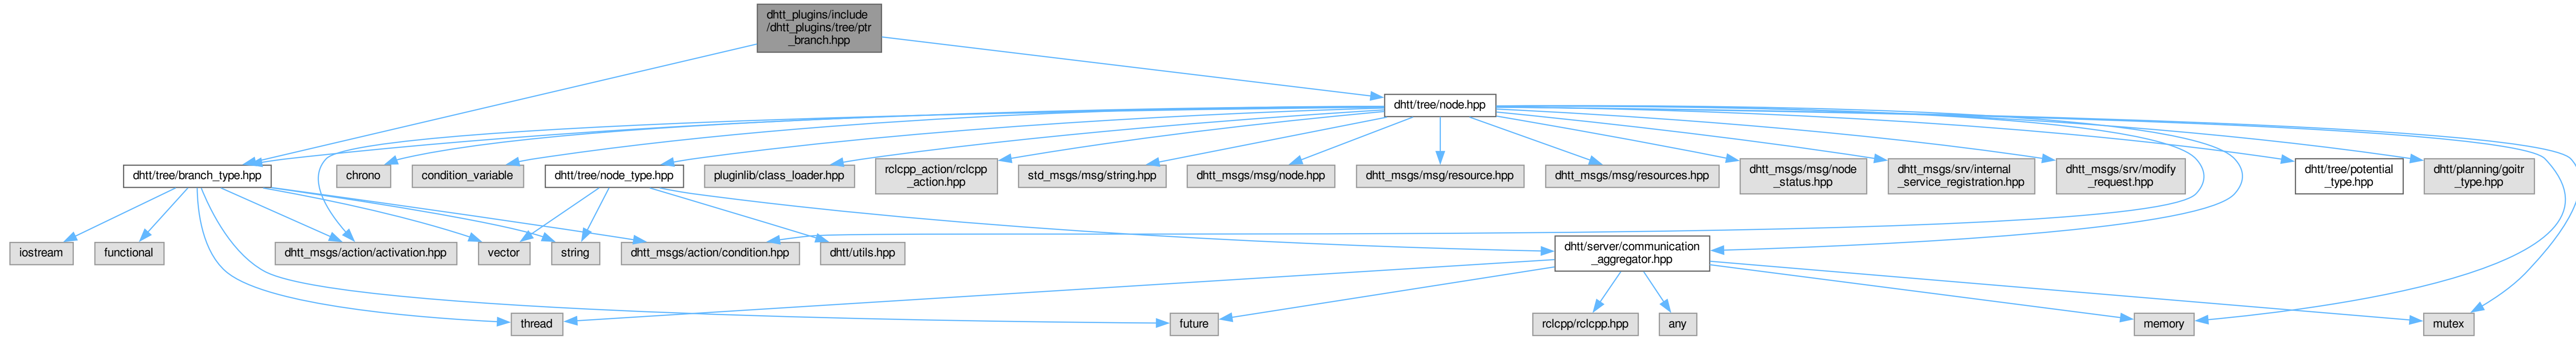 dhtt_plugins/include
/dhtt_plugins/tree/ptr
_branch.hpp
dhtt/tree/node.hpp
dhtt/tree/branch_type.hpp
chrono
condition_variable
dhtt/tree/node_type.hpp
pluginlib/class_loader.hpp
rclcpp_action/rclcpp
_action.hpp
std_msgs/msg/string.hpp
dhtt_msgs/msg/node.hpp
dhtt_msgs/msg/resource.hpp
dhtt_msgs/msg/resources.hpp
dhtt_msgs/msg/node
_status.hpp
dhtt_msgs/srv/internal
_service_registration.hpp
dhtt_msgs/srv/modify
_request.hpp
dhtt/tree/potential
_type.hpp
dhtt/planning/goitr
_type.hpp
iostream
functional
dhtt_msgs/action/activation.hpp
vector
string
dhtt_msgs/action/condition.hpp
dhtt/utils.hpp
dhtt/server/communication
_aggregator.hpp
thread
future
rclcpp/rclcpp.hpp
any
memory
mutex